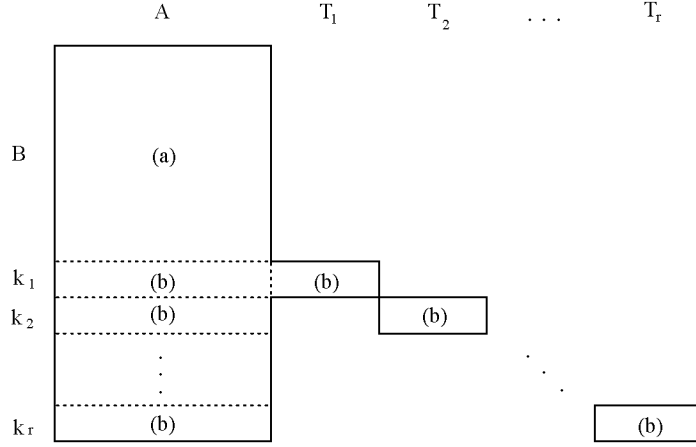 A T₁ T₂ . . . Tᵣ
B (a)
k₁ (b) (b)
k₂ (b) (b)
kᵣ (b) (b)